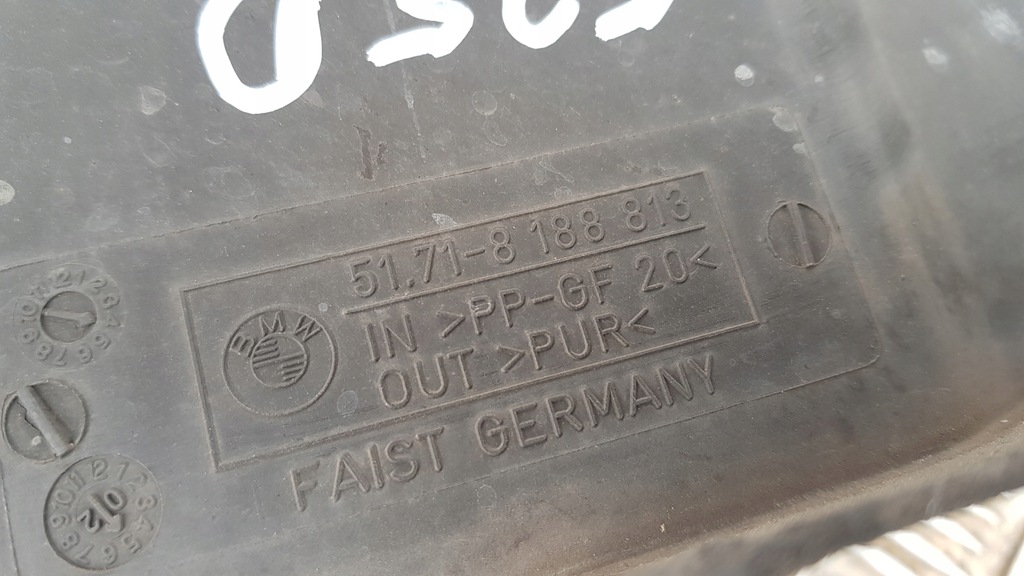 51.71-8 188 813
BMW
IN >PP-GF 20<
OUT >PUR<
FAIST GERMANY